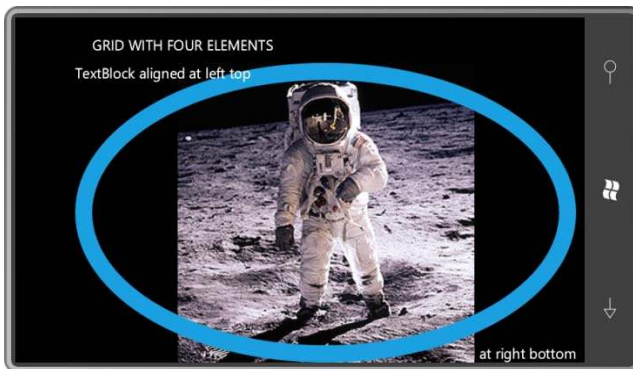 GRID WITH FOUR ELEMENTS
TextBlock aligned at left top
at right bottom